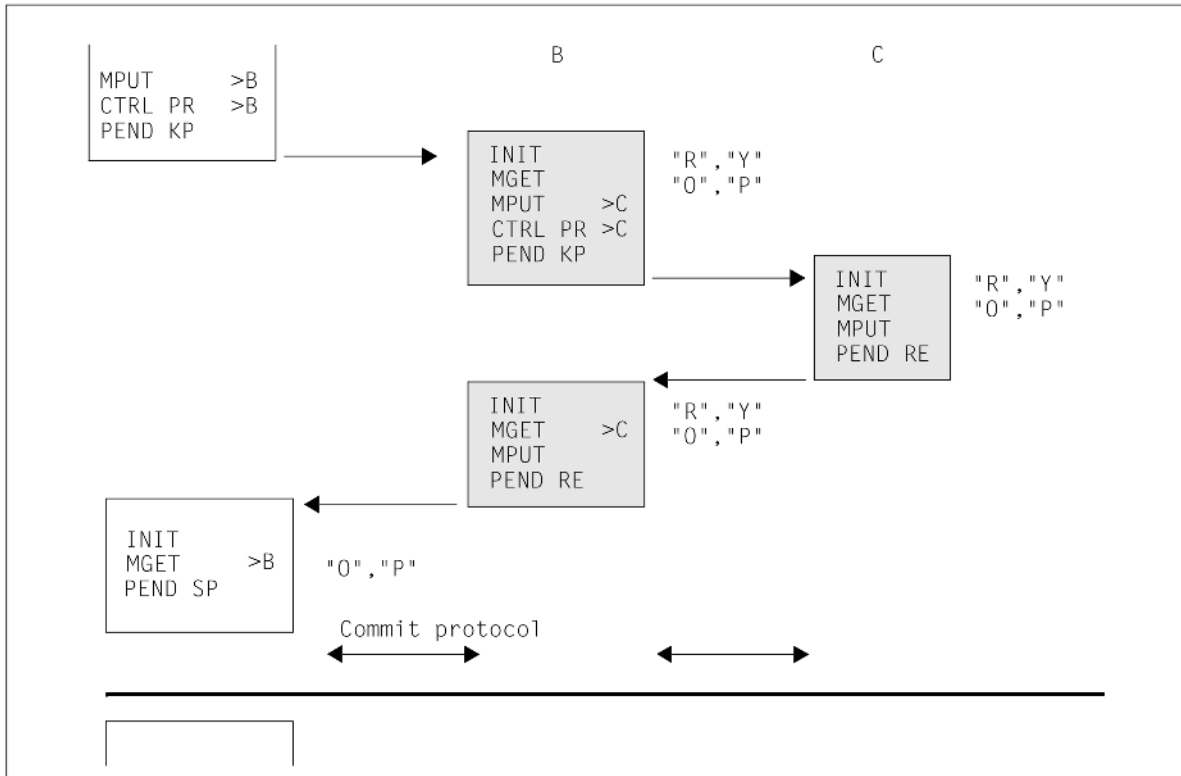 B C
MPUT >B
CTRL PR >B
PEND KP
INIT
MGET
MPUT >C
CTRL PR >C
PEND KP
"R","Y"
"O","P"
INIT
MGET
MPUT
PEND RE
"R","Y"
"O","P"
INIT
MGET >C
MPUT
PEND RE
"R","Y"
"O","P"
INIT
MGET >B
PEND SP
"O","P"
Commit protocol